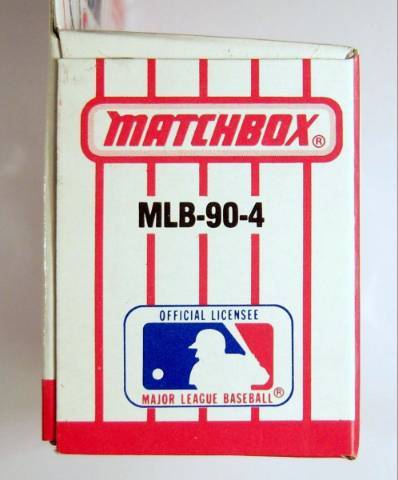 MATCHBOX®
MLB-90-4
OFFICIAL LICENSEE
MAJOR LEAGUE BASEBALL®